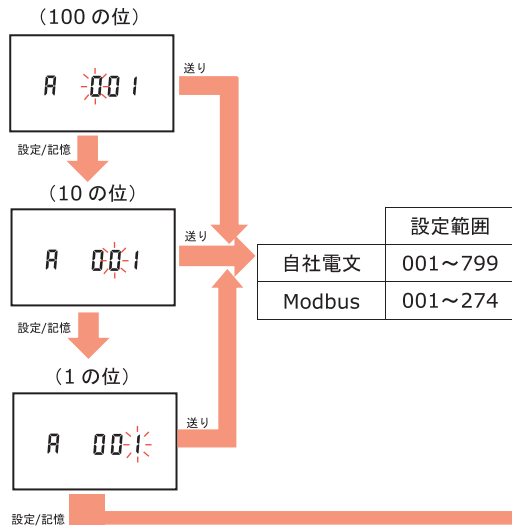 （100 の位）
A 001
送り
設定/記憶
（10 の位）
A 001
送り
設定範囲
自社電文 001～799
Modbus 001～274
設定/記憶
（1 の位）
A 001
送り
設定/記憶